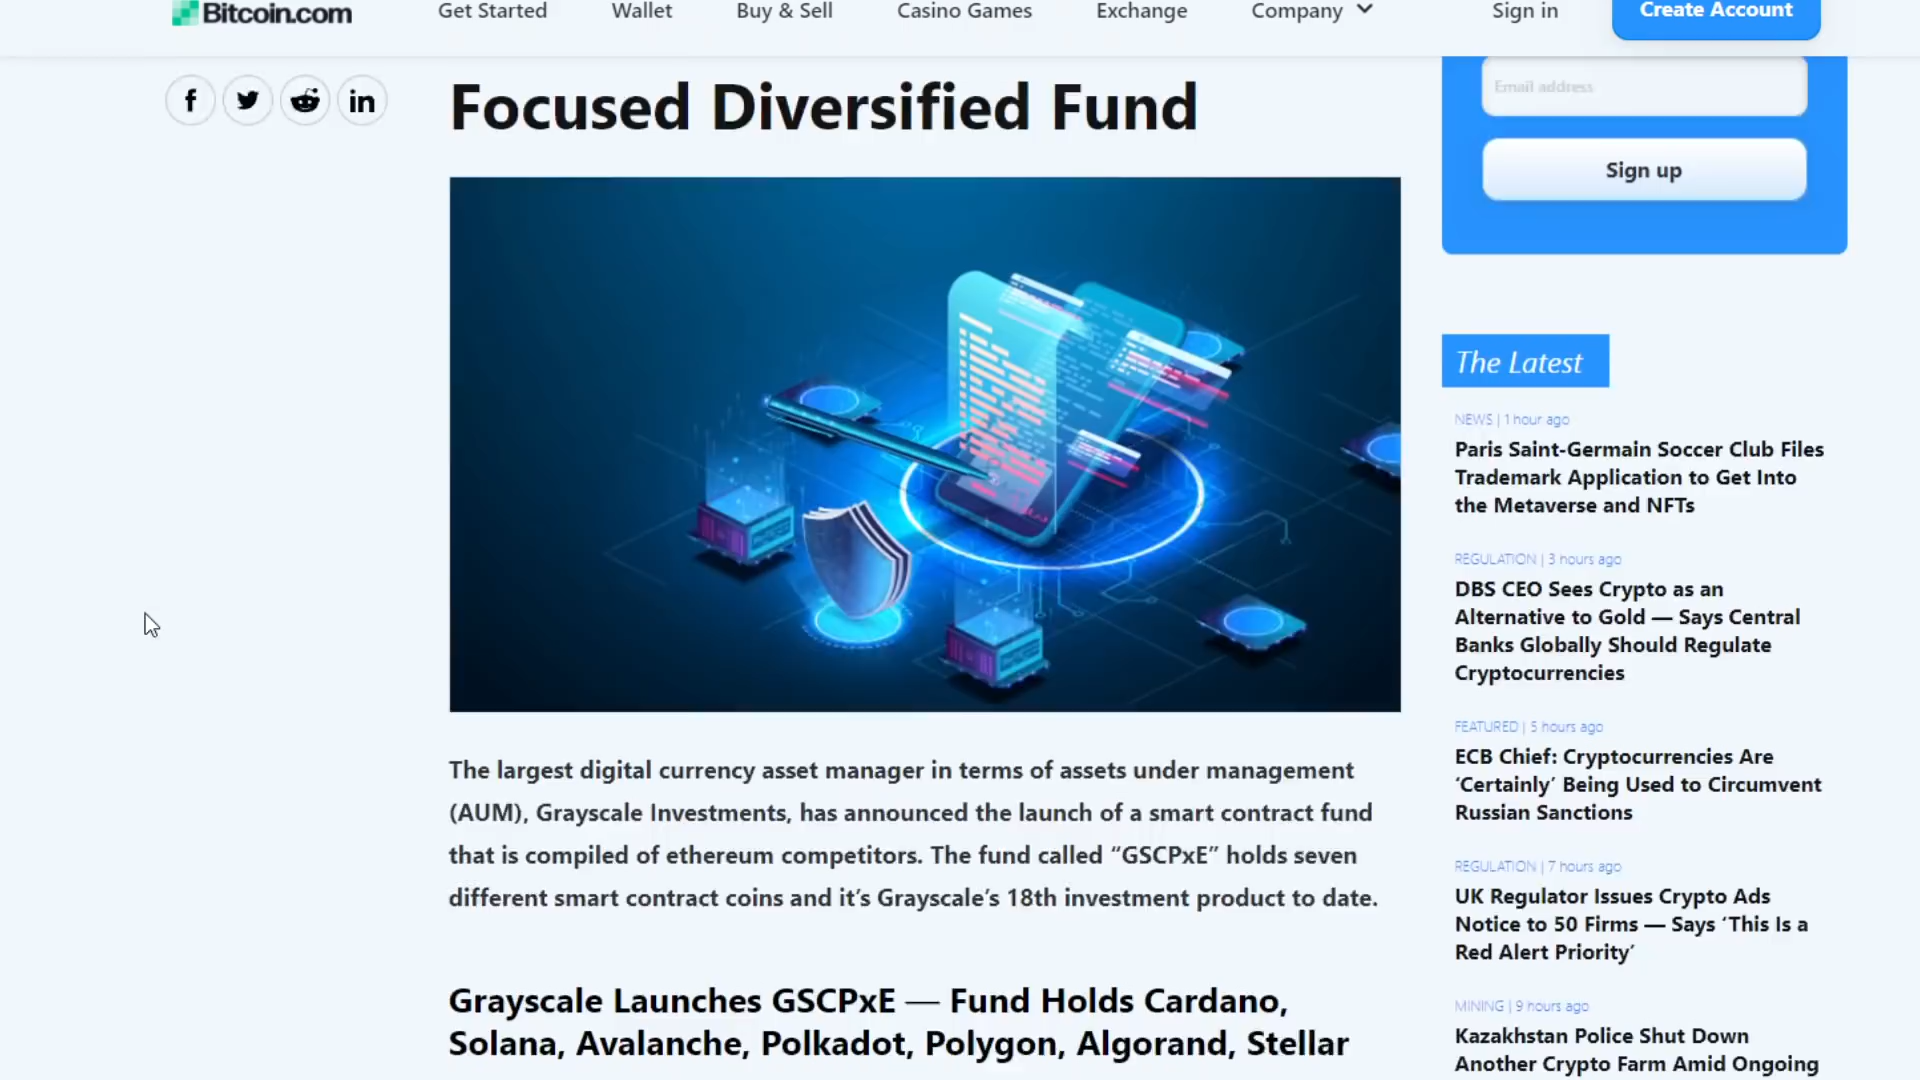 Bitcoin.com
Get Started
Wallet
Buy & Sell
Casino Games
Exchange
Company
Sign in
Create Account
Focused Diversified Fund
Email address
Sign up
The largest digital currency asset manager in terms of assets under management
(AUM), Grayscale Investments, has announced the launch of a smart contract fund
that is compiled of ethereum competitors. The fund called “GSCPxE” holds seven
different smart contract coins and it’s Grayscale’s 18th investment product to date.
Grayscale Launches GSCPxE — Fund Holds Cardano,
Solana, Avalanche, Polkadot, Polygon, Algorand, Stellar
The Latest
NEWS | 1 hour ago
Paris Saint-Germain Soccer Club Files
Trademark Application to Get Into
the Metaverse and NFTs
REGULATION | 3 hours ago
DBS CEO Sees Crypto as an
Alternative to Gold — Says Central
Banks Globally Should Regulate
Cryptocurrencies
FEATURED | 5 hours ago
ECB Chief: Cryptocurrencies Are
‘Certainly’ Being Used to Circumvent
Russian Sanctions
REGULATION | 7 hours ago
UK Regulator Issues Crypto Ads
Notice to 50 Firms — Says ‘This Is a
Red Alert Priority’
MINING | 9 hours ago
Kazakhstan Police Shut Down
Another Crypto Farm Amid Ongoing